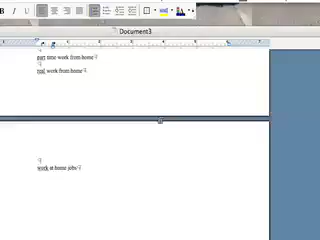 B I U
Document3
part time work from home
real work from home
work at home jobs